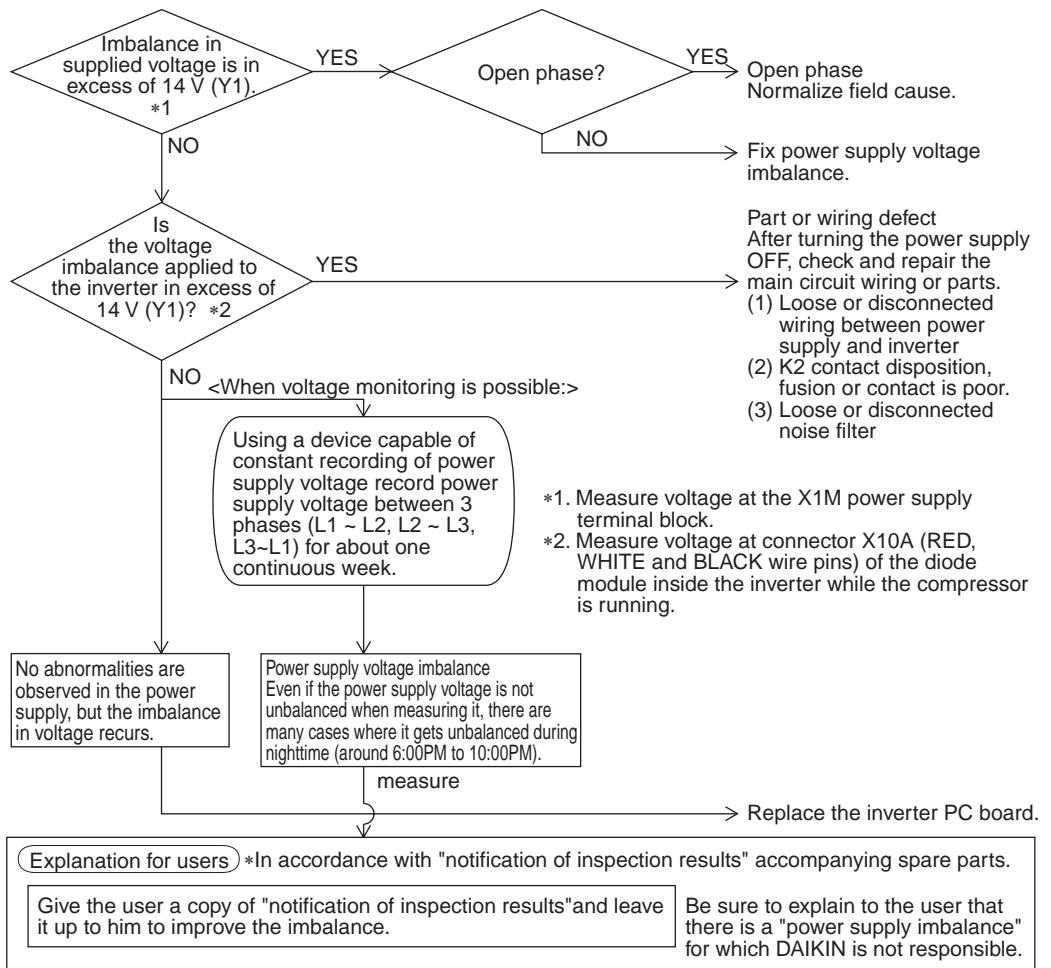 Imbalance in
supplied voltage is in
excess of 14 V (Y1).
*1
YES
Open phase?
YES
Open phase
Normalize field cause.
NO
Fix power supply voltage
imbalance.
NO
Is
the voltage
imbalance applied to
the inverter in excess of
14 V (Y1)? *2
YES
Part or wiring defect
After turning the power supply
OFF, check and repair the
main circuit wiring or parts.
(1) Loose or disconnected
wiring between power
supply and inverter
(2) K2 contact disposition,
fusion or contact is poor.
(3) Loose or disconnected
noise filter
NO
<When voltage monitoring is possible:>
Using a device capable of
constant recording of power
supply voltage record power
supply voltage between 3
phases (L1 ~ L2, L2 ~ L3,
L3~L1) for about one
continuous week.
*1. Measure voltage at the X1M power supply
terminal block.
*2. Measure voltage at connector X10A (RED,
WHITE and BLACK wire pins) of the diode
module inside the inverter while the compressor
is running.
No abnormalities are
observed in the power
supply, but the imbalance
in voltage recurs.
Power supply voltage imbalance
Even if the power supply voltage is not
unbalanced when measuring it, there are
many cases where it gets unbalanced during
nighttime (around 6:00PM to 10:00PM).
measure
Replace the inverter PC board.
Explanation for users *In accordance with "notification of inspection results" accompanying spare parts.
Give the user a copy of "notification of inspection results"and leave
it up to him to improve the imbalance.
Be sure to explain to the user that
there is a "power supply imbalance"
for which DAIKIN is not responsible.